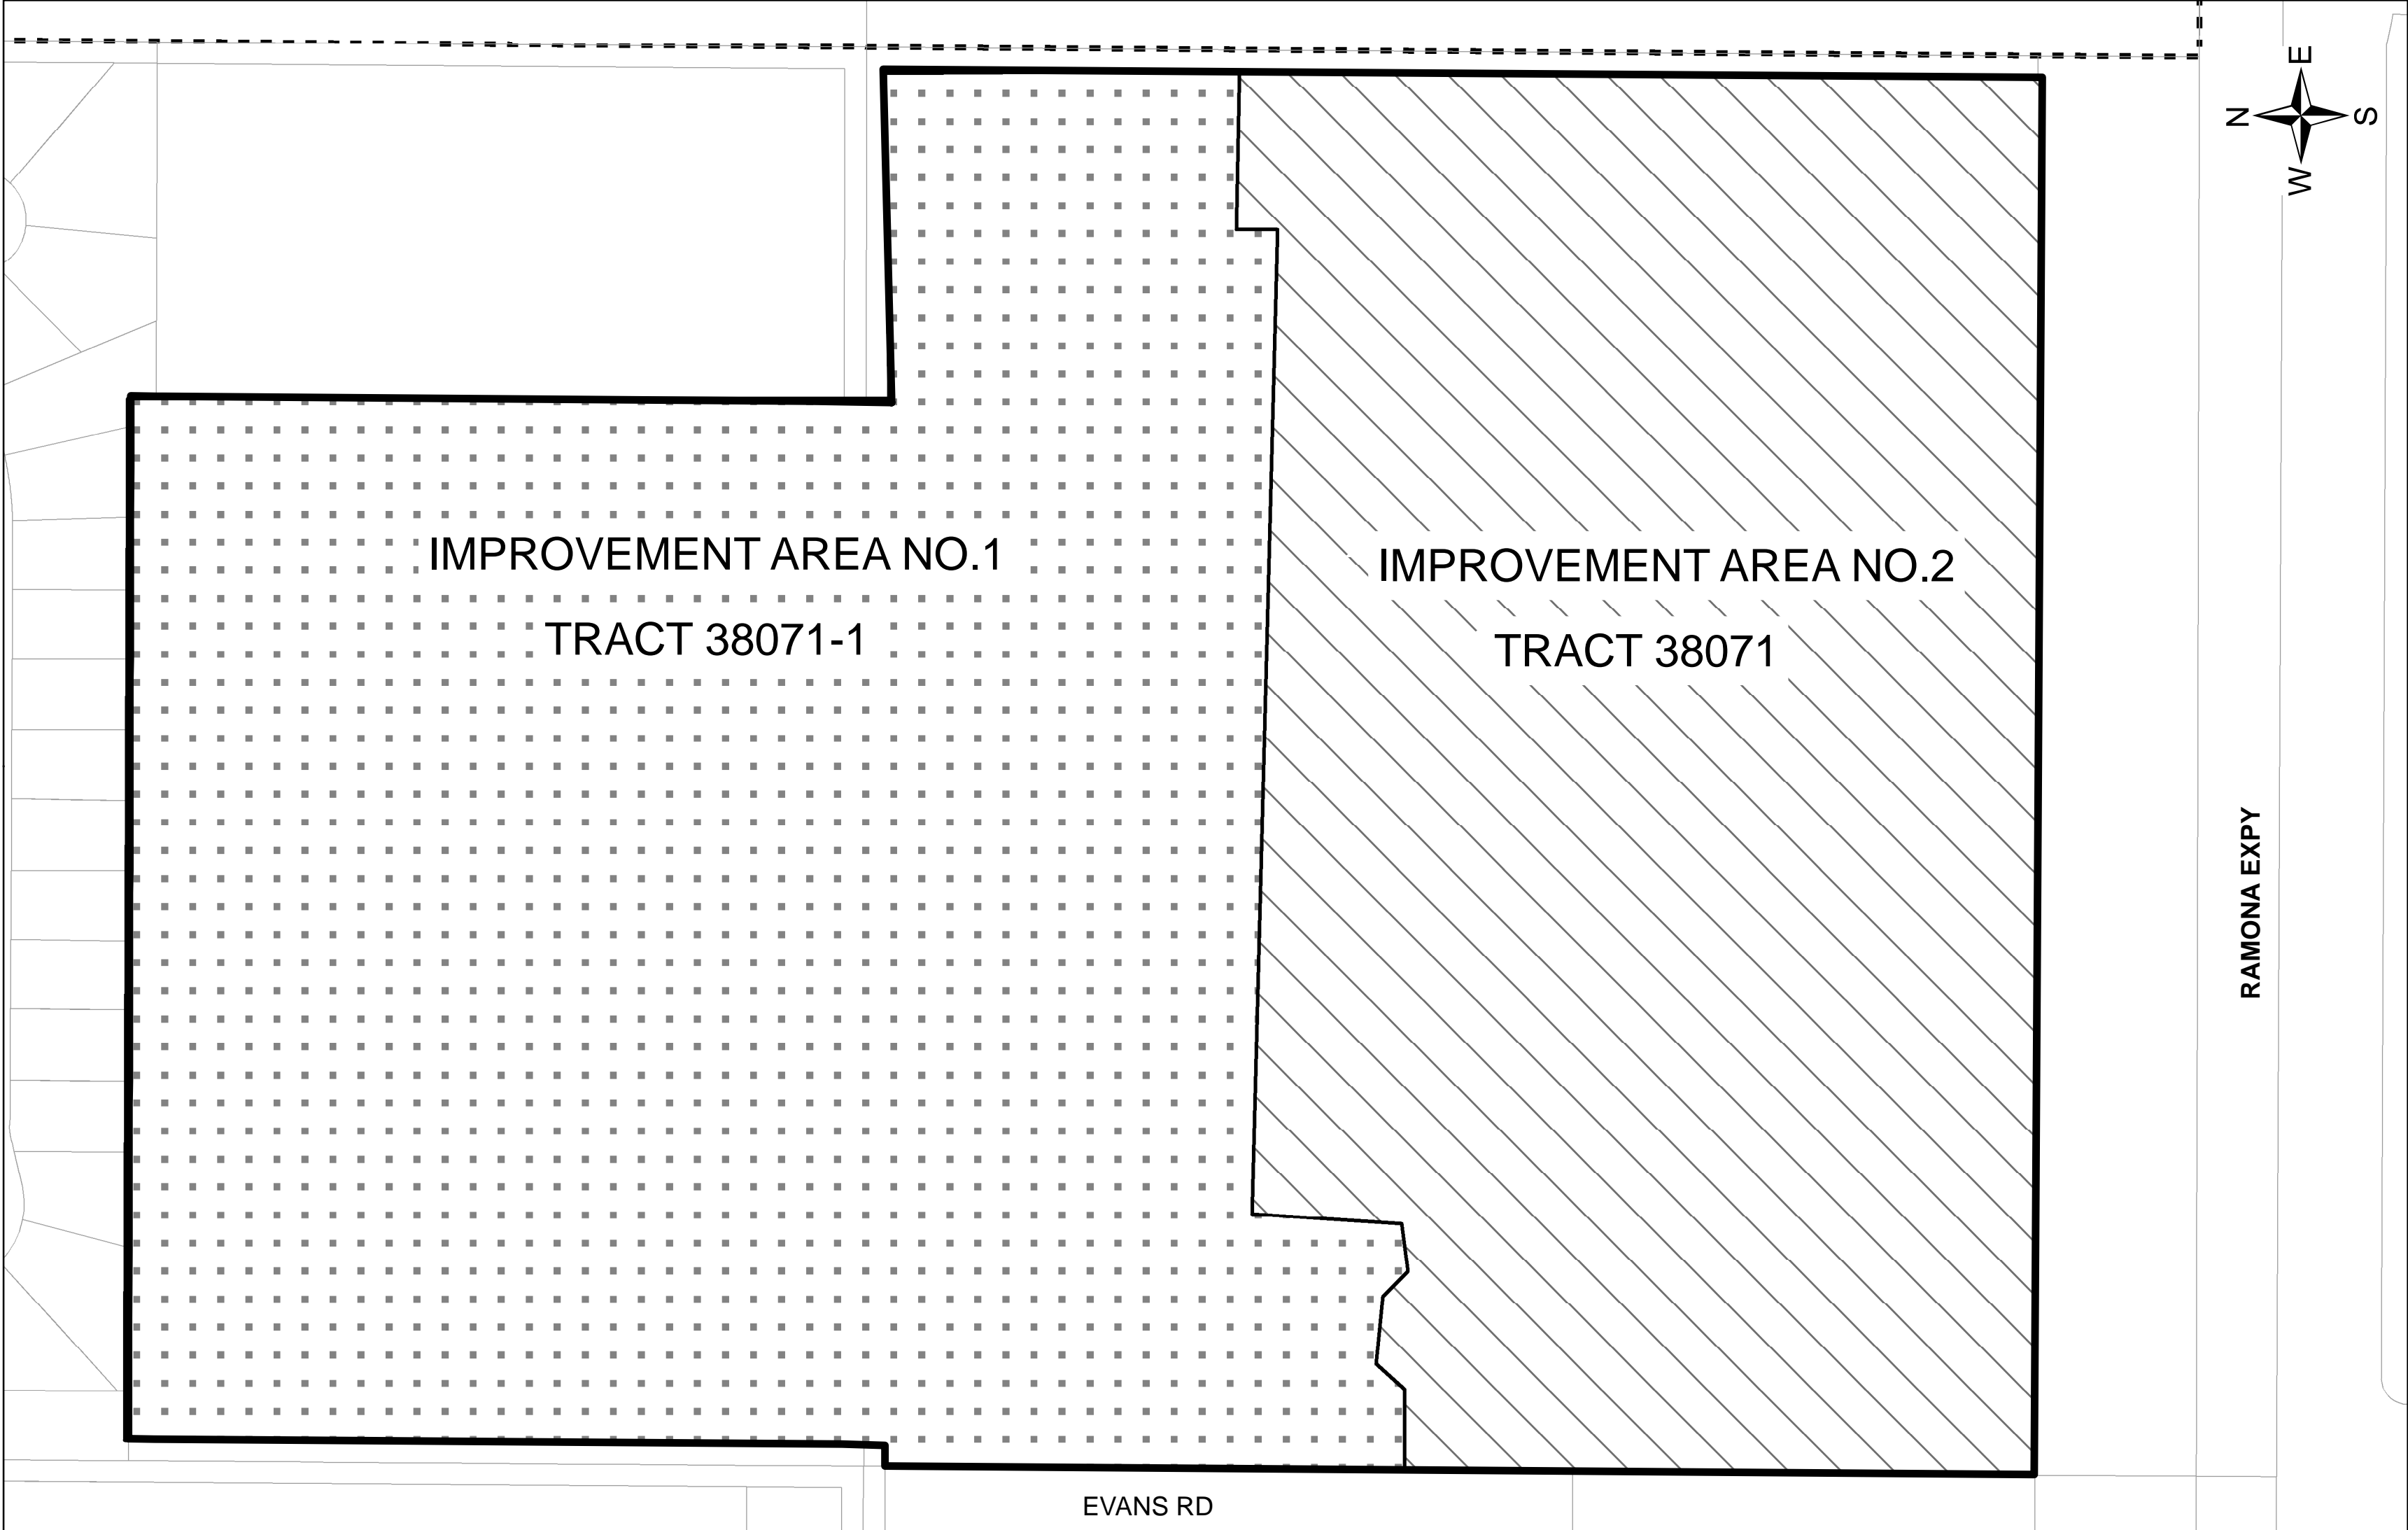 E
N
S
W
IMPROVEMENT AREA NO.1
TRACT 38071-1
IMPROVEMENT AREA NO.2
TRACT 38071
RAMONA EXPY
EVANS RD